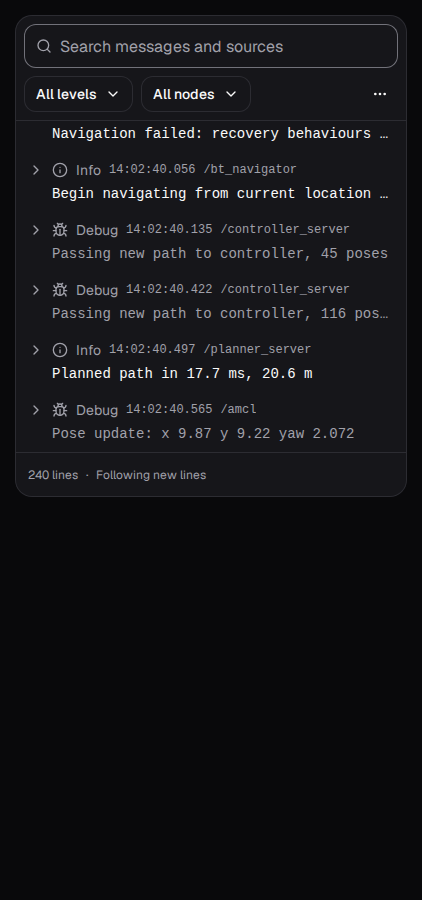 Search messages and sources
All levels
All nodes
Navigation failed: recovery behaviours …
Info 14:02:40.056 /bt_navigator
Begin navigating from current location …
Debug 14:02:40.135 /controller_server
Passing new path to controller, 45 poses
Debug 14:02:40.422 /controller_server
Passing new path to controller, 116 pos…
Info 14:02:40.497 /planner_server
Planned path in 17.7 ms, 20.6 m
Debug 14:02:40.565 /amcl
Pose update: x 9.87 y 9.22 yaw 2.072
240 lines · Following new lines